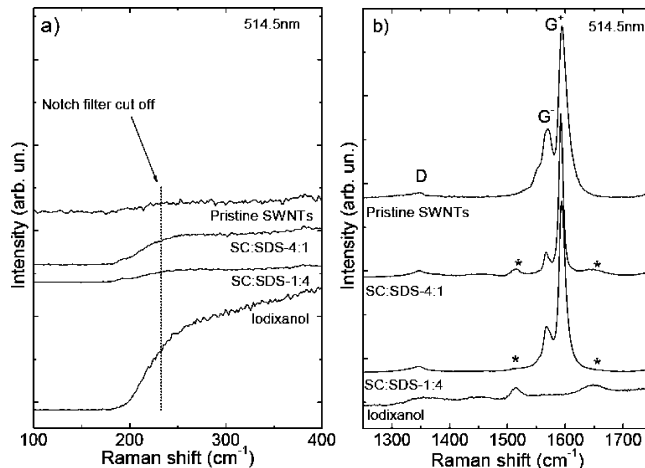 a)
514.5nm
Notch filter cut off
Pristine SWNTs
SC:SDS-4:1
SC:SDS-1:4
Iodixanol
Intensity (arb. un.)
100
200
300
400
Raman shift (cm⁻¹)
b)
G⁺
514.5nm
G⁻
D
Pristine SWNTs
*
*
SC:SDS-4:1
*
*
SC:SDS-1:4
Iodixanol
Intensity (arb. un.)
1300
1400
1500
1600
1700
Raman shift (cm⁻¹)